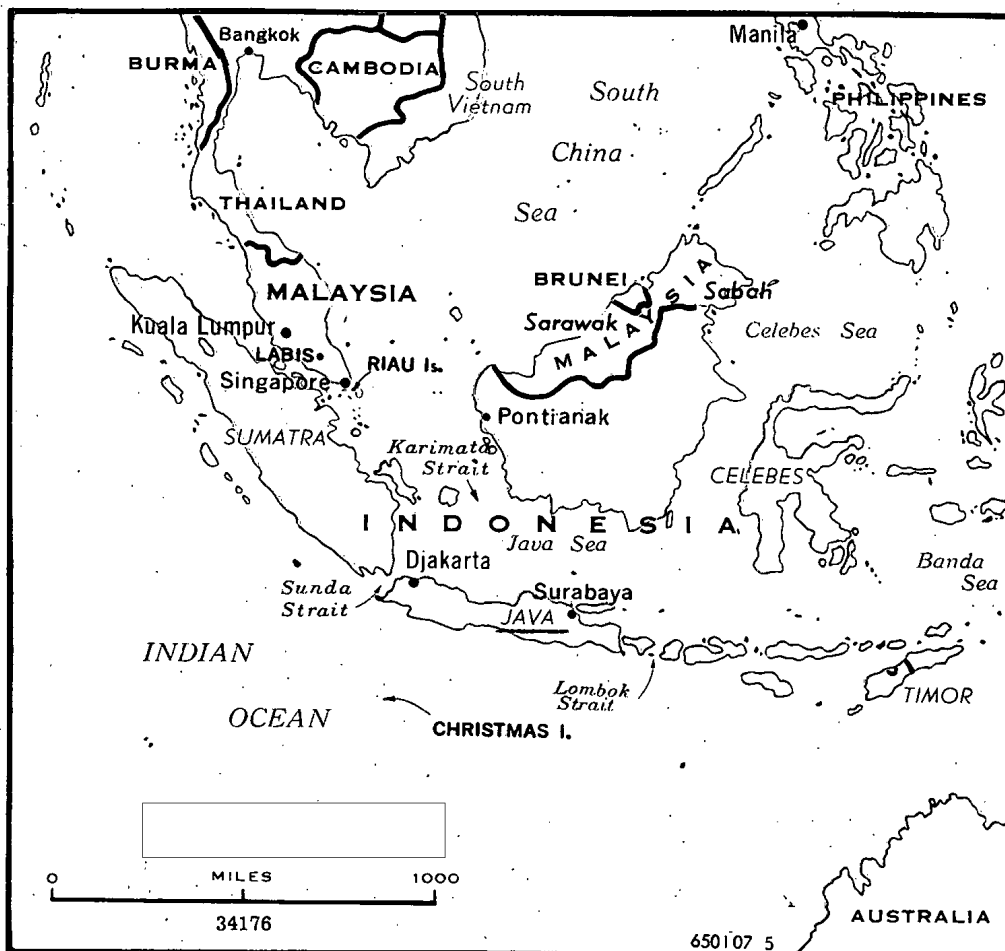 Manila
Bangkok
BURMA
CAMBODIA
South
Vietnam
South
China
Sea
PHILIPPINES
THAILAND
MALAYSIA
BRUNEI
Sabah
MALAYSIA
Sarawak
Celebes Sea
Kuala Lumpur
LABIS
RIAU Is.
Singapore
Pontianak
SUMATRA
Karimata
Strait
CELEBES
INDONESIA
Java Sea
Djakarta
Banda
Sea
Sunda
Strait
Surabaya
JAVA
INDIAN
OCEAN
Lombok
Strait
TIMOR
CHRISTMAS I.
0 MILES 1000
34176
AUSTRALIA
650107 5